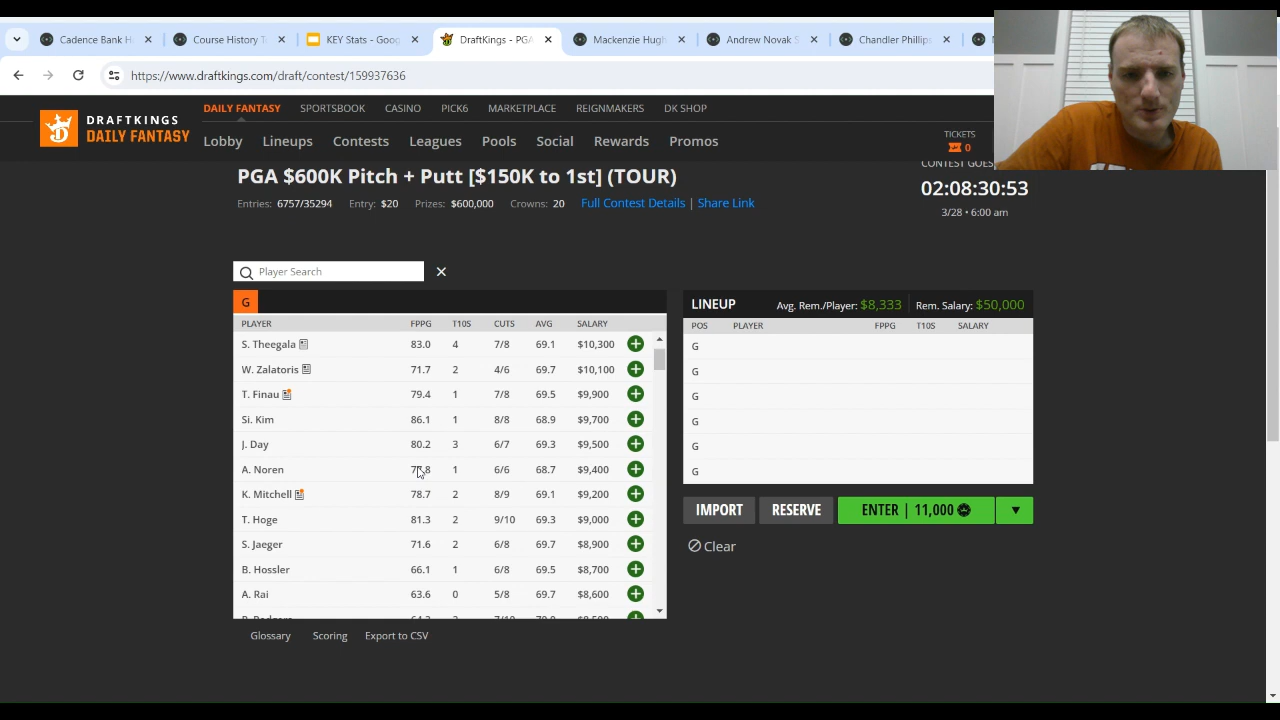 Cadence Bank H
Course History T
KEY Stats
DraftKings - PGA
Mackenzie Hugh
Andrew Novak S
Chandler Phillips
https://www.draftkings.com/draft/contest/159937036
DRAFTKINGS
DAILY FANTASY
DAILY FANTASY SPORTSBOOK CASINO PICK6 MARKETPLACE REIGNMAKERS DK SHOP
Lobby Leagues Contests Leagues Pools Social Rewards Promos
TICKETS
0
PGA $600K Pitch + Putt [$150K to 1st] (TOUR)
CONTEST GOES
02:08:30:53
3/28 • 6:00 am
Entries: 6757/35294 Entry: $20 Prizes: $600,000 Crowns: 20 Full Contest Details | Share Link
Player Search
G
PLAYER FPPG T10S CUTS AVG SALARY
S. Theegala 83.0 4 7/8 69.1 $10,300
W. Zalatoris 71.7 2 4/6 69.7 $10,100
T. Finau 79.4 1 7/8 69.5 $9,900
Si. Kim 86.1 1 8/8 68.9 $9,700
J. Day 80.2 3 6/7 69.3 $9,500
A. Noren 1 6/6 68.7 $9,400
K. Mitchell 78.7 2 8/9 69.1 $9,200
T. Hoge 81.3 2 9/10 69.3 $9,000
S. Jaeger 71.6 2 6/8 69.7 $8,900
B. Hossler 66.1 1 6/8 69.5 $8,700
A. Rai 63.6 0 5/8 69.7 $8,600
LINEUP Avg. Rem./Player: $8,333 Rem. Salary: $50,000
POS PLAYER FPPG T10S SALARY
G
G
G
G
G
G
IMPORT RESERVE ENTER | 11,000
Clear
Glossary Scoring Export to CSV